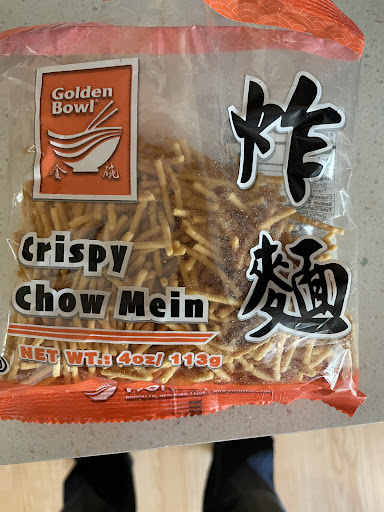 Golden
Bowl®
金 碗
炸
麵
Crispy
Chow Mein
NET WT.: 4oz/ 113g